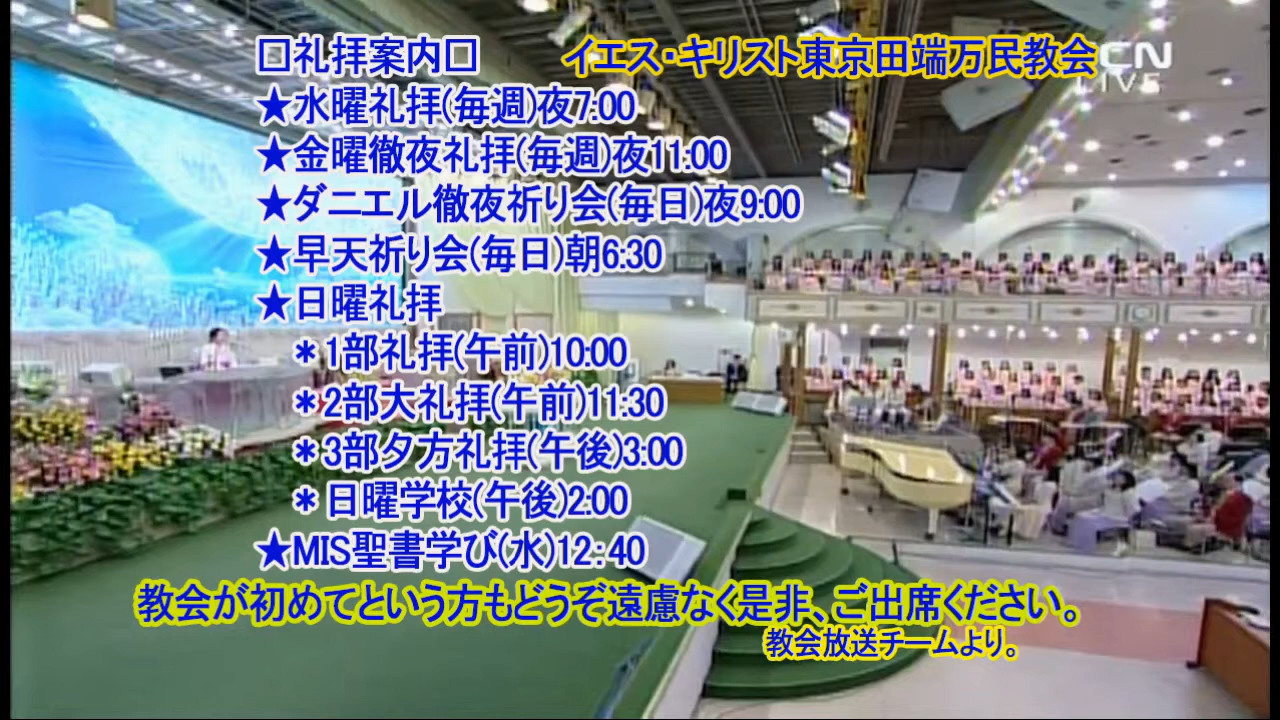 □礼拝案内□ イエス・キリスト東京田端万民教会
CN
LIVE
★水曜礼拝(毎週)夜7:00
★金曜徹夜礼拝(毎週)夜11:00
★ダニエル徹夜祈り会(毎日)夜9:00
★早天祈り会(毎日)朝6:30
★日曜礼拝
＊1部礼拝(午前)10:00
＊2部大礼拝(午前)11:30
＊3部夕方礼拝(午後)3:00
＊日曜学校(午後)2:00
★MIS聖書学び(水)12:40
教会が初めてという方もどうぞ遠慮なく是非、ご出席ください。
教会放送チームより。